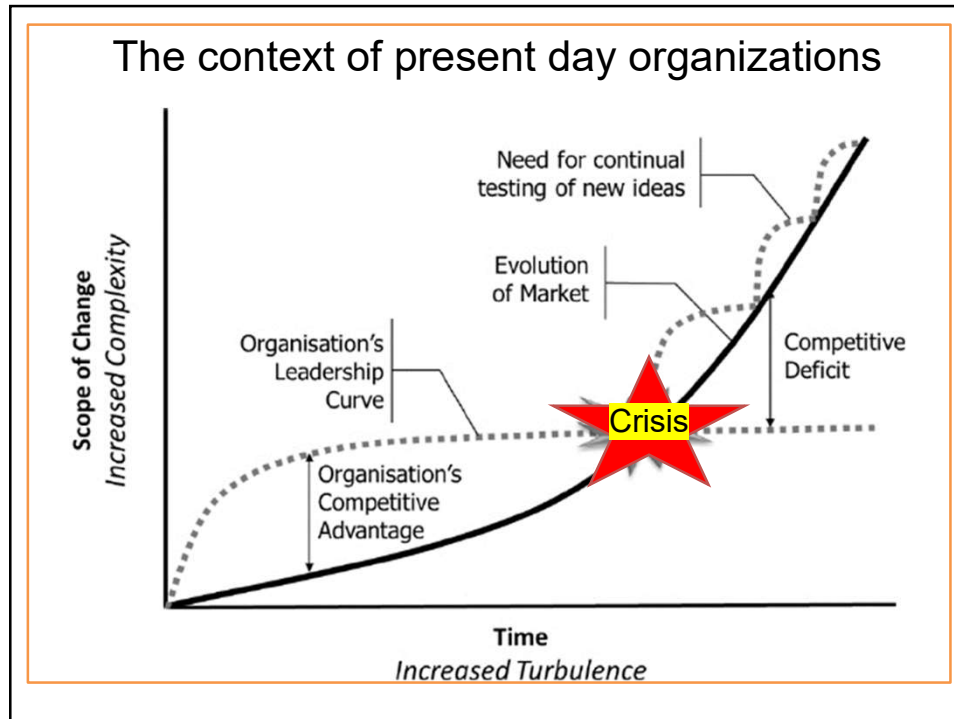 The context of present day organizations
Need for continual
testing of new ideas
Evolution
of Market
Organisation's
Leadership
Curve
Competitive
Deficit
Crisis
Organisation's
Competitive
Advantage
Scope of Change
Increased Complexity
Time
Increased Turbulence